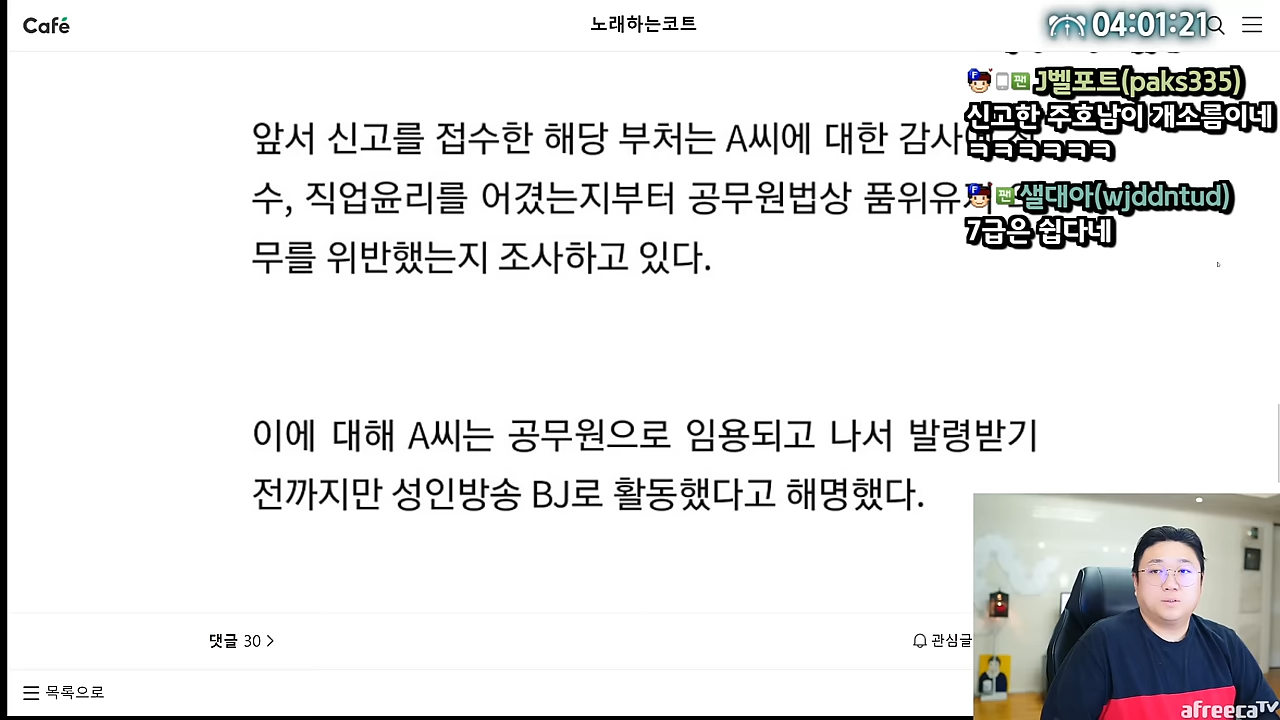 Café
노래하는코트
04:01:21
J벨포트(paks335)
신고한 주호남이 개소름이네
ㅋㅋㅋㅋㅋㅋ
샐대아(wjddntud)
7급은 쉽다네
앞서 신고를 접수한 해당 부처는 A씨에 대한
수, 직업윤리를 어겼는지부터 공무원법상
무를 위반했는지 조사하고 있다.
이에 대해 A씨는 공무원으로 임용되고 나서 발령받기
전까지만 성인방송 BJ로 활동했다고 해명했다.
댓글 30
관심글
목록으로
afreecaTV